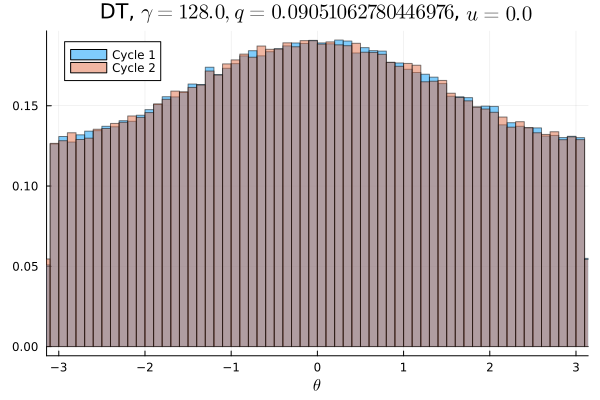 DT, γ = 128.0, q = 0.09051062780446976, u = 0.0
Cycle 1
Cycle 2
0.15
0.10
0.05
0.00
−3
−2
−1
0
1
2
3
θ